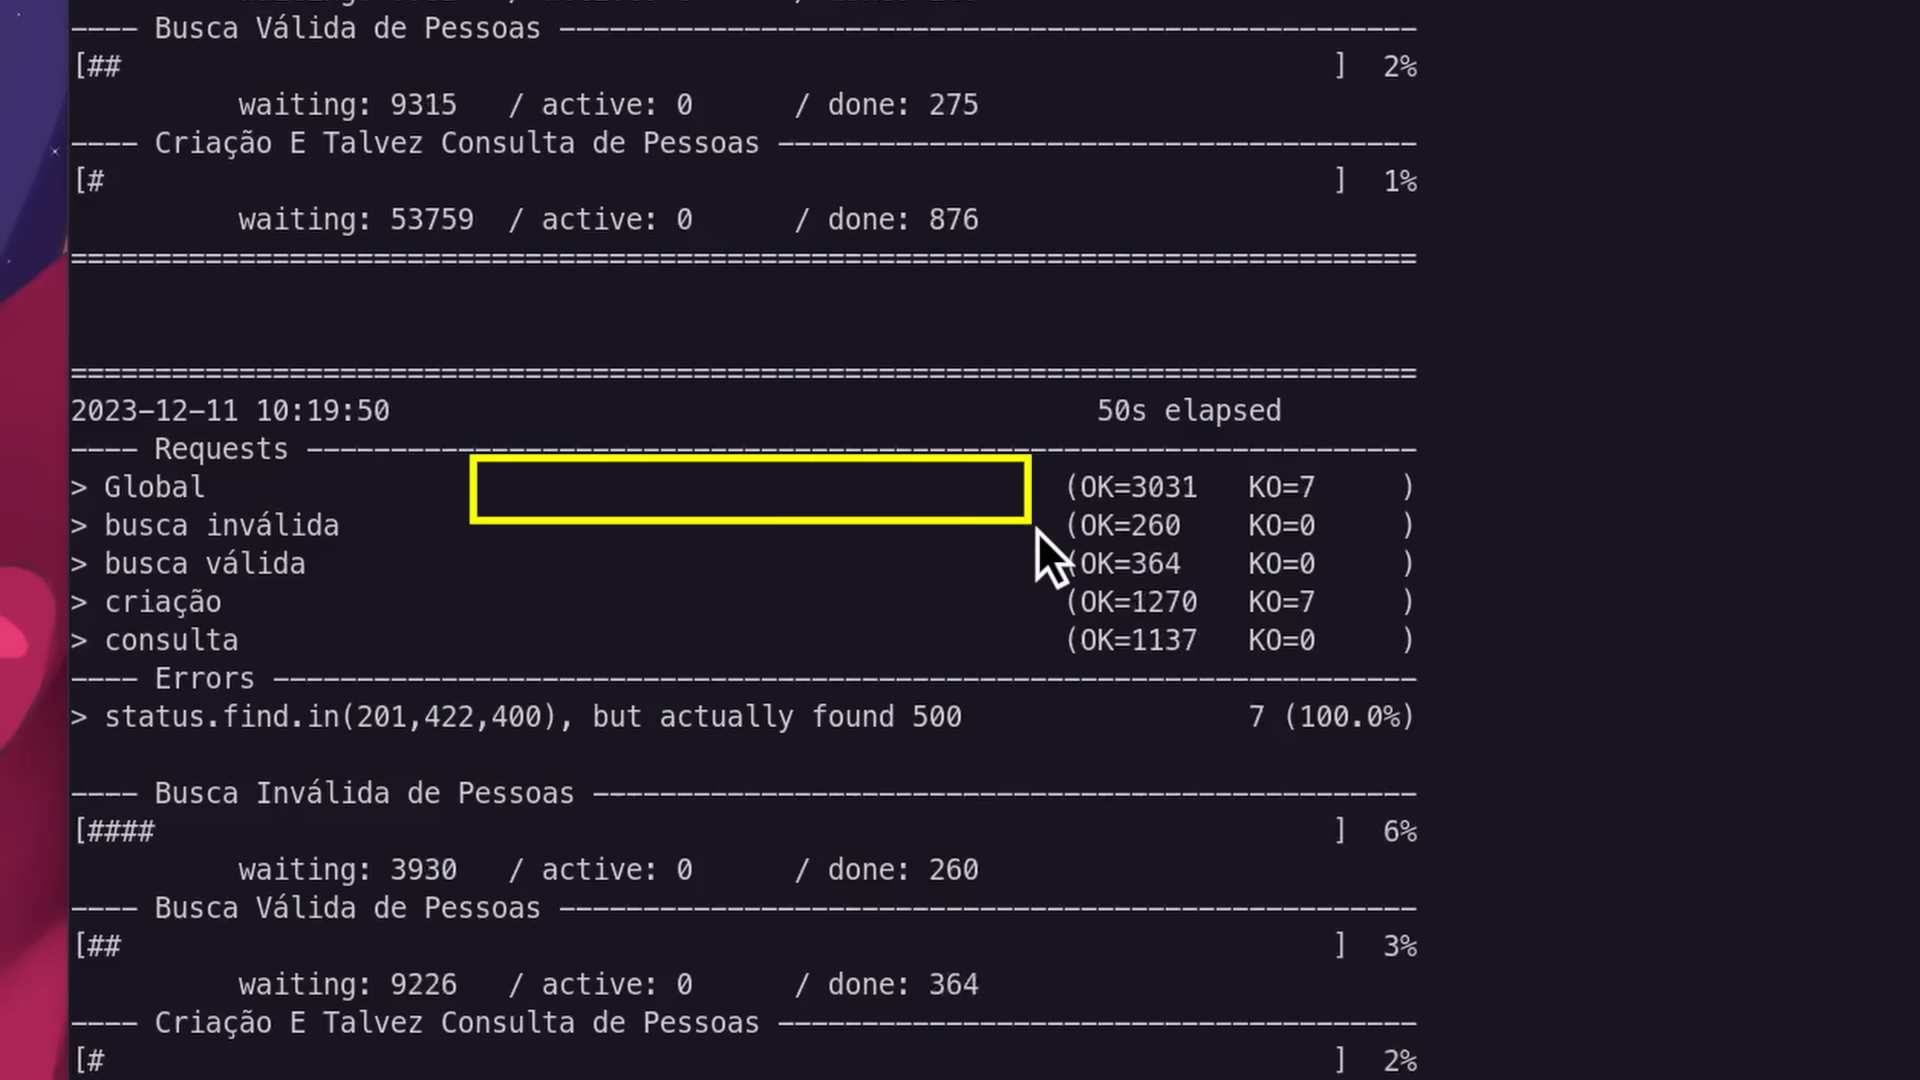 ---- Busca Válida de Pessoas ---------------------------------------------------
[##                                                                        ]  2%
          waiting: 9315   / active: 0      / done: 275
---- Criação E Talvez Consulta de Pessoas --------------------------------------
[#                                                                         ]  1%
          waiting: 53759  / active: 0      / done: 876
================================================================================
================================================================================
2023-12-11 10:19:50                                          50s elapsed
---- Requests ------------------------------------------------------------------
> Global                                                   (OK=3031   KO=7     )
> busca inválida                                           (OK=260    KO=0     )
> busca válida                                             (OK=364    KO=0     )
> criação                                                  (OK=1270   KO=7     )
> consulta                                                 (OK=1137   KO=0     )
---- Errors --------------------------------------------------------------------
> status.find.in(201,422,400), but actually found 500                 7 (100.0%)
---- Busca Inválida de Pessoas -------------------------------------------------
[####                                                                      ]  6%
          waiting: 3930   / active: 0      / done: 260
---- Busca Válida de Pessoas ---------------------------------------------------
[##                                                                        ]  3%
          waiting: 9226   / active: 0      / done: 364
---- Criação E Talvez Consulta de Pessoas --------------------------------------
[#                                                                         ]  2%